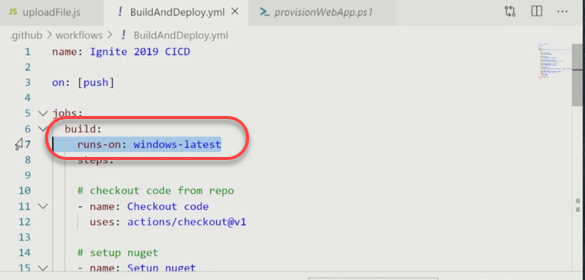 uploadFile.js
! BuildAndDeploy.yml ×
provisionWebApp.ps1
.github > workflows > ! BuildAndDeploy.yml
1 name: Ignite 2019 CICD
2
3 on: [push]
4
5 jobs:
6 build:
7 runs-on: windows-latest
8 steps:
9
10 # checkout code from repo
11 - name: Checkout code
12 uses: actions/checkout@v1
13
14 # setup nuget
15 - name: Setup nuget